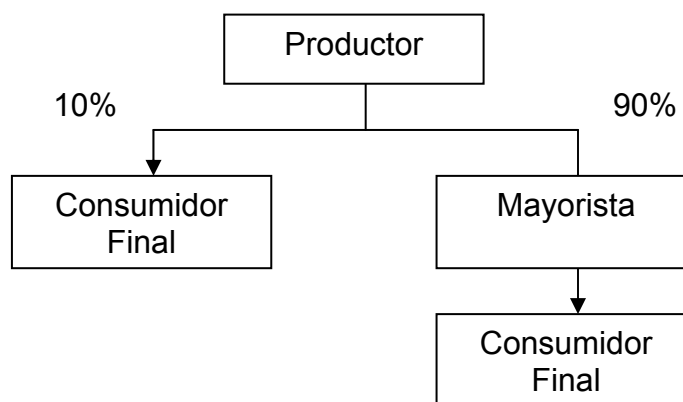 Productor
10%
90%
Consumidor
Final
Mayorista
Consumidor
Final